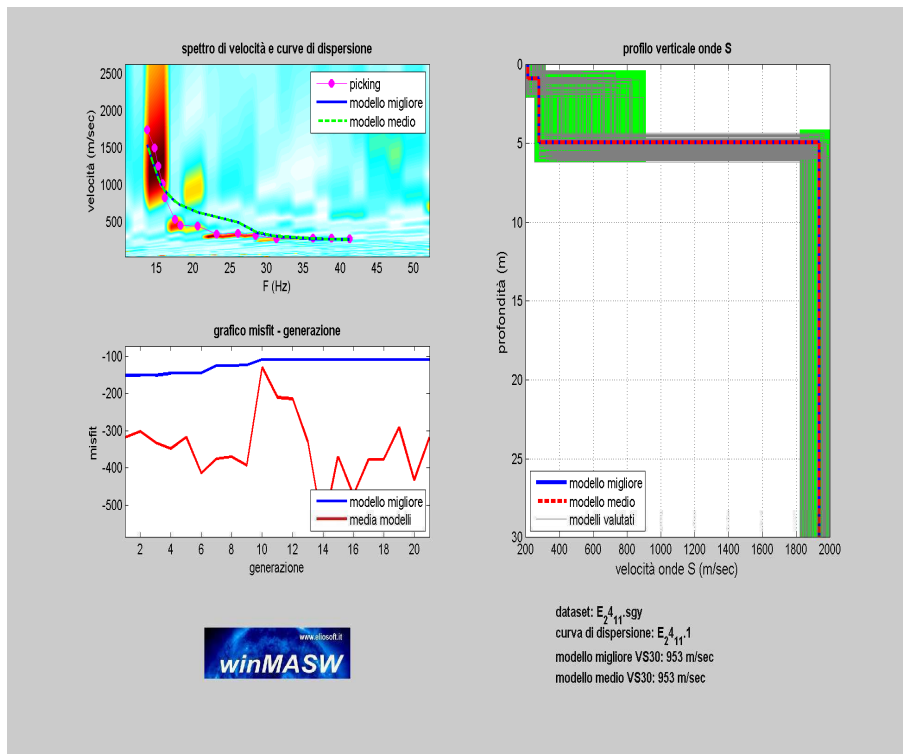 spettro di velocità e curve di dispersione
velocità (m/sec)
2500
2000
1500
1000
500
picking
modello migliore
modello medio
15 20 25 30 35 40 45 50
F (Hz)
grafico misfit - generazione
misfit
-100
-200
-300
-400
-500
modello migliore
media modelli
2 4 6 8 10 12 14 16 18 20
generazione
profilo verticale onde S
profondità (m)
0
5
10
15
20
25
30
modello migliore
modello medio
modelli valutati
200 400 600 800 1000 1200 1400 1600 1800 2000
velocità onde S (m/sec)
www.eliosoft.it
winMASW
dataset: E_2 4_11.sgy
curva di dispersione: E_2 4_11.1
modello migliore VS30: 953 m/sec
modello medio VS30: 953 m/sec